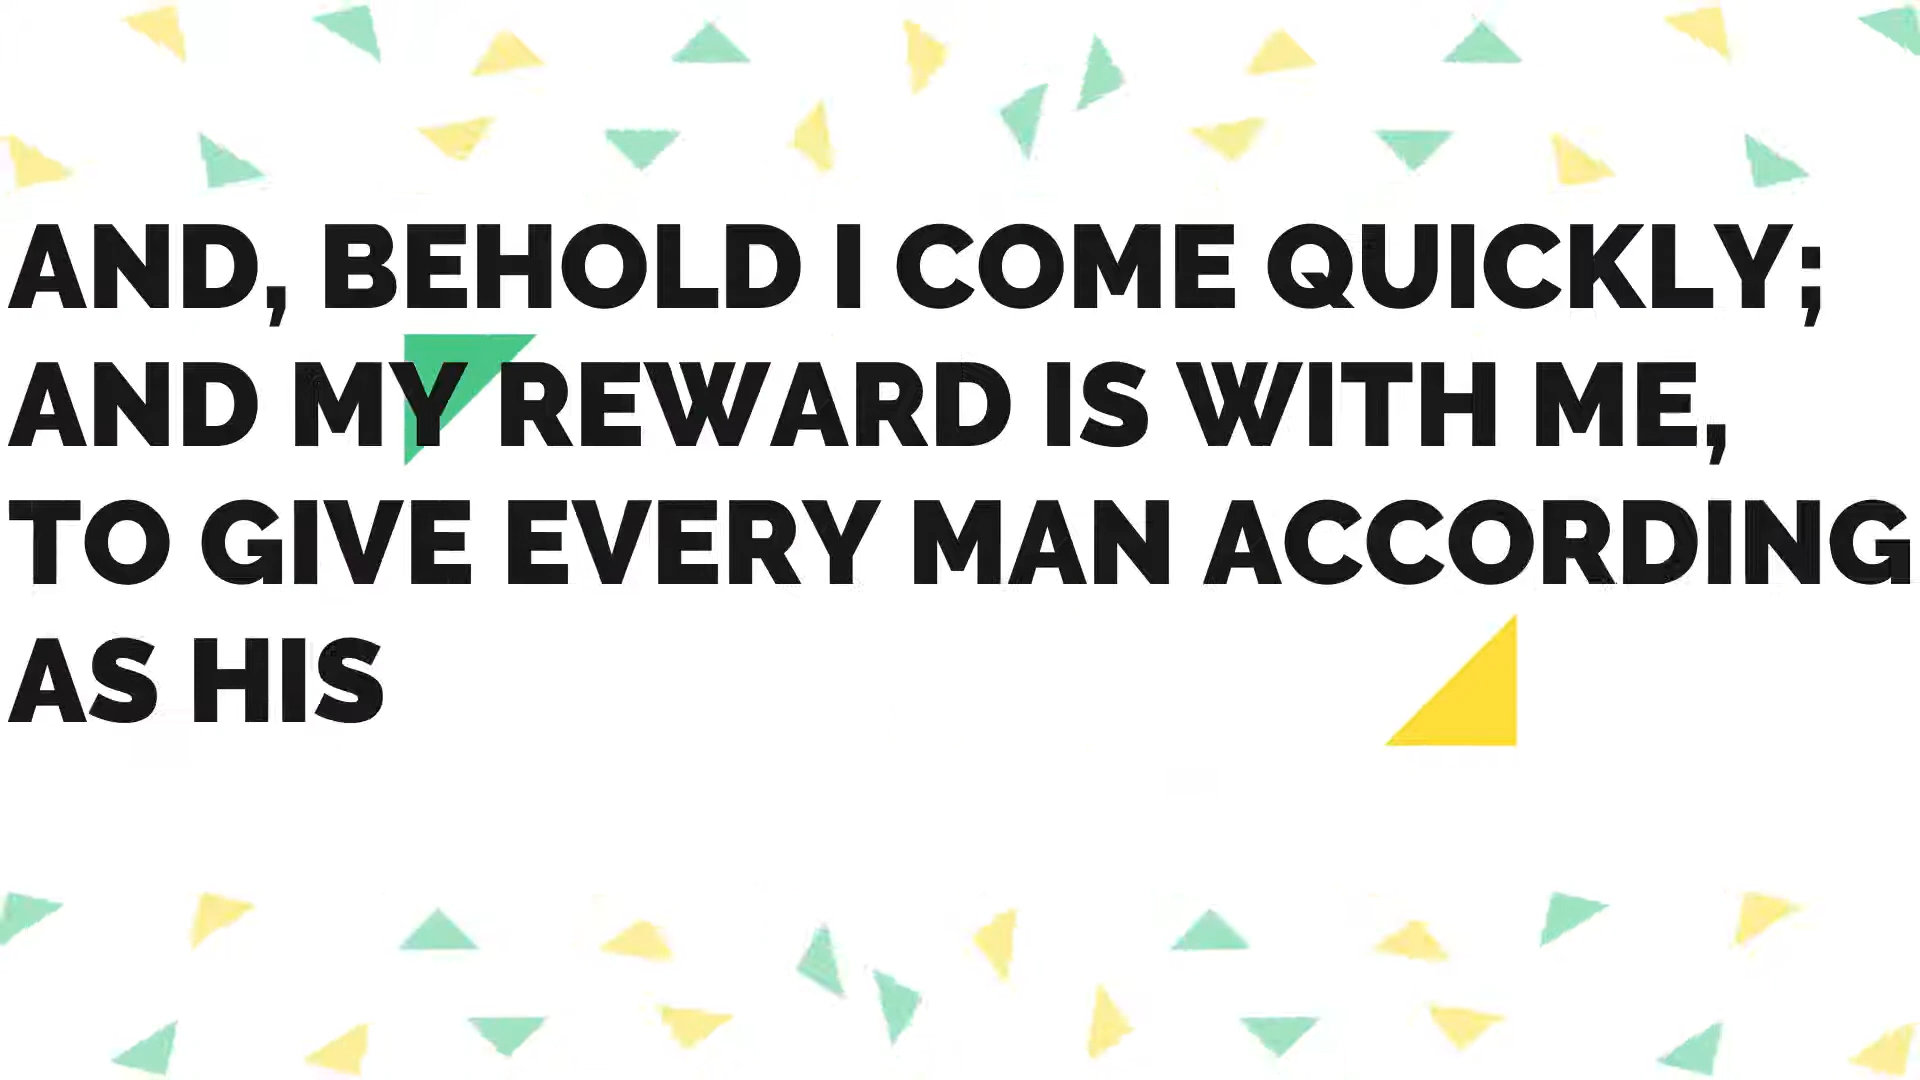 AND, BEHOLD I COME QUICKLY;
AND MY REWARD IS WITH ME,
TO GIVE EVERY MAN ACCORDING
AS HIS